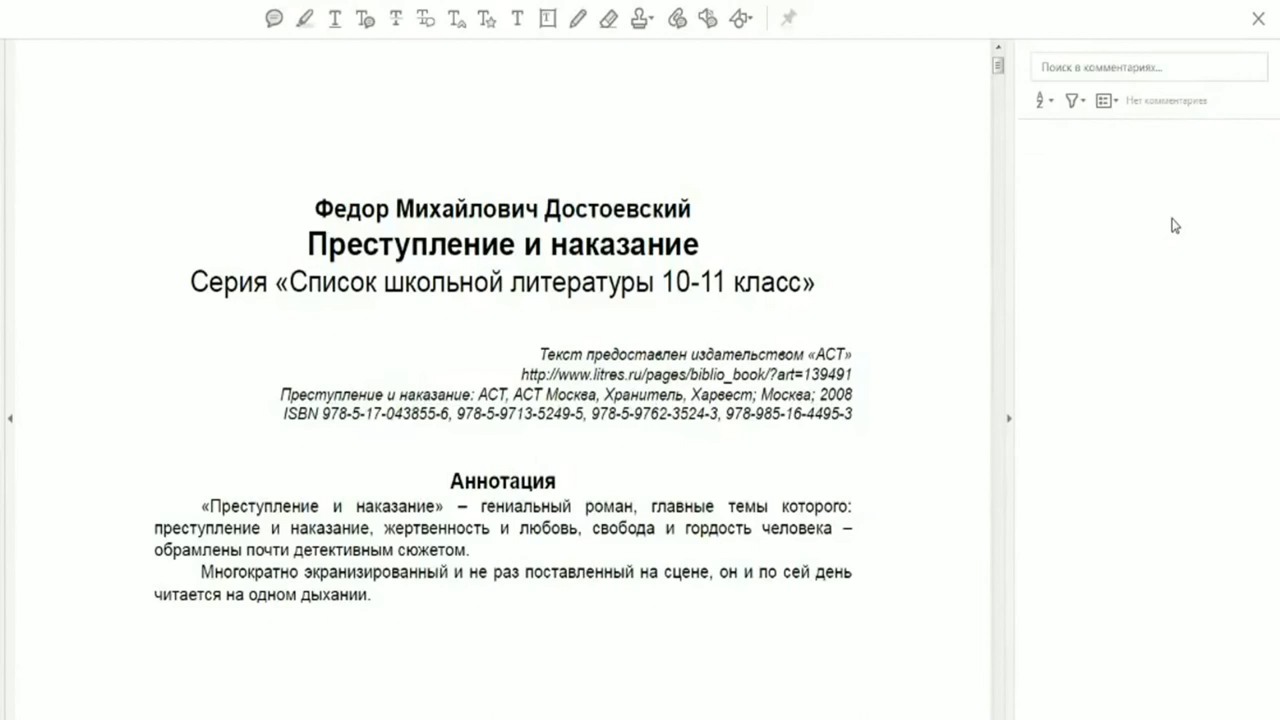 Поиск в комментариях...
Нет комментариев
Федор Михайлович Достоевский
Преступление и наказание
Серия «Список школьной литературы 10-11 класс»
Текст предоставлен издательством «АСТ»
http://www.litres.ru/pages/biblio_book/?art=139491
Преступление и наказание: АСТ, АСТ Москва, Хранитель, Харвест; Москва; 2008
ISBN 978-5-17-043855-6, 978-5-9713-5249-5, 978-5-9762-3524-3, 978-985-16-4495-3
Аннотация
«Преступление и наказание» – гениальный роман, главные темы которого:
преступление и наказание, жертвенность и любовь, свобода и гордость человека –
обрамлены почти детективным сюжетом.
Многократно экранизированный и не раз поставленный на сцене, он и по сей день
читается на одном дыхании.